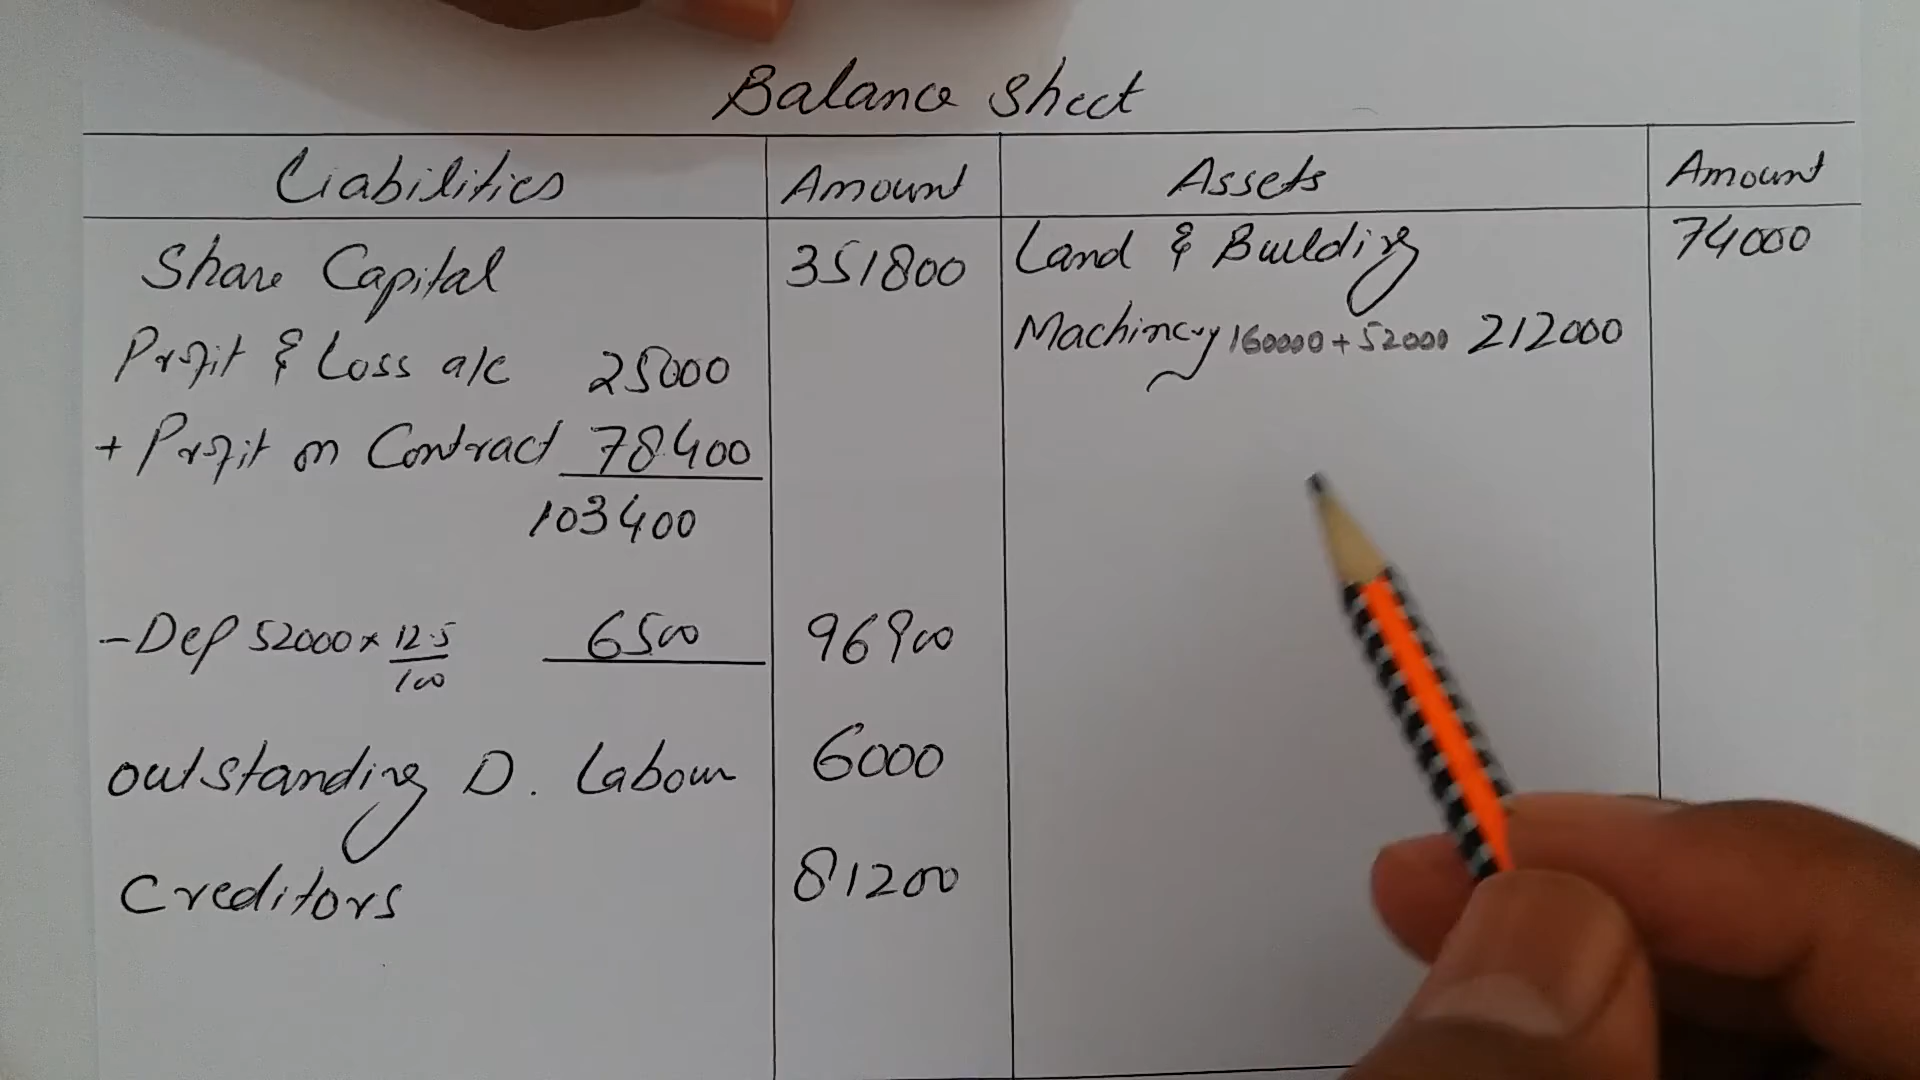 Balance Sheet
Liabilities Amount Assets Amount
Share Capital 351800 Land & Building 74000
Machinery 160000 + 52000 212000
Profit & Loss a/c 25000
+ Profit on Contract 78400
103400
- Dep 52000 × 12.5/100 6500 96900
Outstanding D. Labour 6000
Creditors 81200